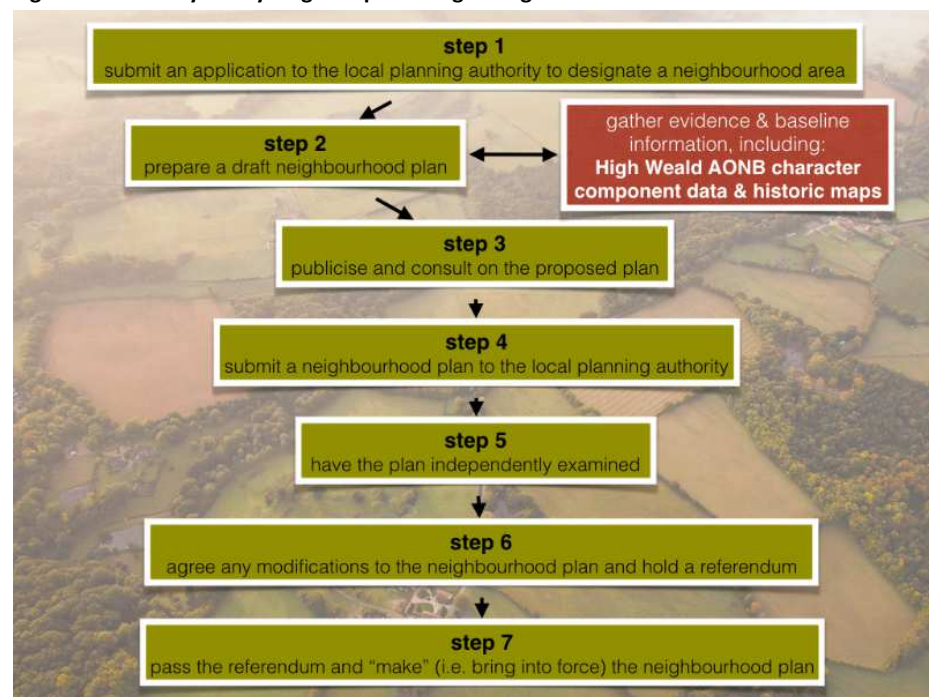 step 1
submit an application to the local planning authority to designate a neighbourhood area
step 2
prepare a draft neighbourhood plan
gather evidence & baseline
information, including:
High Weald AONB character
component data & historic maps
step 3
publicise and consult on the proposed plan
step 4
submit a neighbourhood plan to the local planning authority
step 5
have the plan independently examined
step 6
agree any modifications to the neighbourhood plan and hold a referendum
step 7
pass the referendum and “make” (i.e. bring into force) the neighbourhood plan